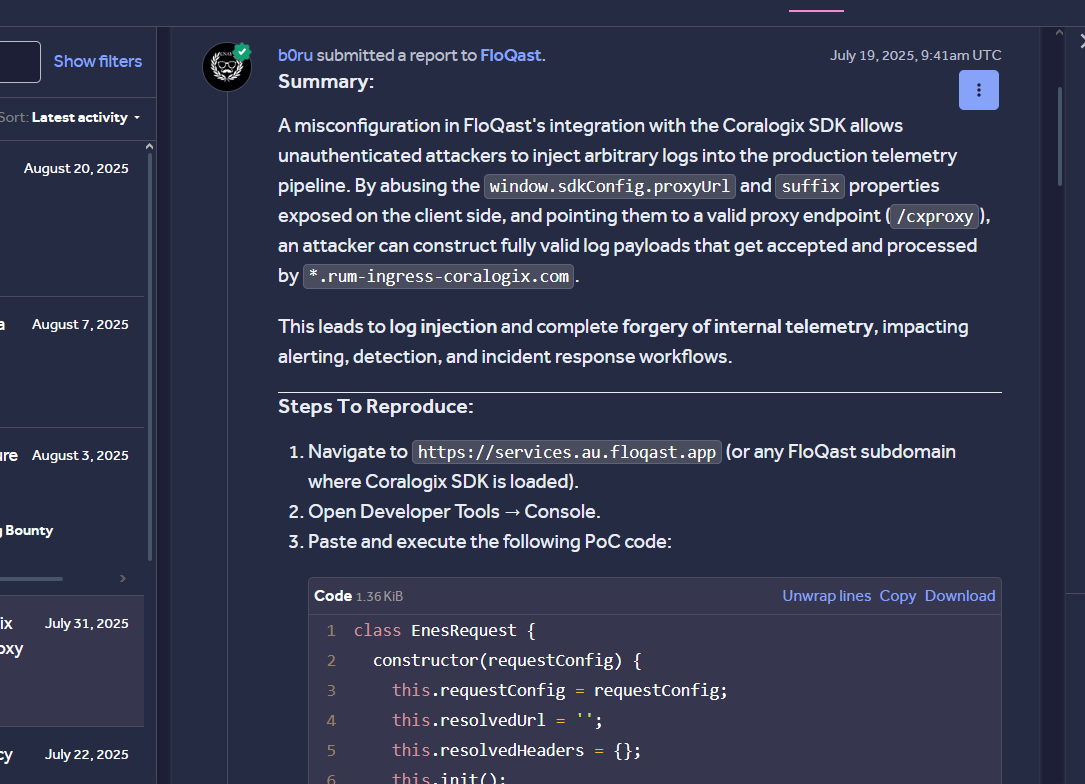 Show filters
Sort: Latest activity
August 20, 2025
August 7, 2025
August 3, 2025
Bounty
ix July 31, 2025
oxy
cy July 22, 2025
b0ru submitted a report to FloQast.
July 19, 2025, 9:41am UTC
Summary:
A misconfiguration in FloQast's integration with the Coralogix SDK allows
unauthenticated attackers to inject arbitrary logs into the production telemetry
pipeline. By abusing the window.sdkConfig.proxyUrl and suffix properties
exposed on the client side, and pointing them to a valid proxy endpoint ( /cxproxy ),
an attacker can construct fully valid log payloads that get accepted and processed
by *.rum-ingress-coralogix.com .
This leads to log injection and complete forgery of internal telemetry, impacting
alerting, detection, and incident response workflows.
Steps To Reproduce:
1. Navigate to https://services.au.floqast.app (or any FloQast subdomain
where Coralogix SDK is loaded).
2. Open Developer Tools → Console.
3. Paste and execute the following PoC code:
Code 1.36 KiB
Unwrap lines Copy Download
1 class EnesRequest {
2 constructor(requestConfig) {
3 this.requestConfig = requestConfig;
4 this.resolvedUrl = '';
5 this.resolvedHeaders = {};
6 this.init();